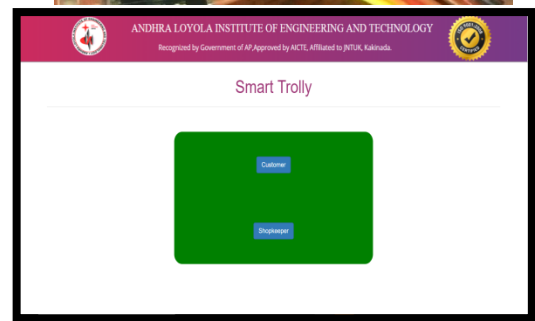 ANDHRA LOYOLA INSTITUTE OF ENGINEERING AND TECHNOLOGY
Recognized by Government of AP,Approved by AICTE, Affiliated to JNTUK, Kakinada.
Smart Trolly
Customer
Shopkeeper